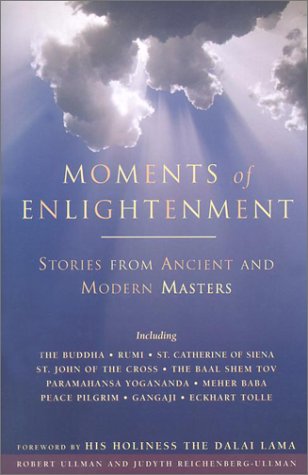 MOMENTS of
ENLIGHTENMENT
STORIES FROM ANCIENT AND
MODERN MASTERS
Including
THE BUDDHA • RUMI • ST. CATHERINE OF SIENA
ST. JOHN OF THE CROSS • THE BAAL SHEM TOV
PARAMAHANSA YOGANANDA • MEHER BABA
PEACE PILGRIM • GANGAJI • ECKHART TOLLE
FOREWORD BY HIS HOLINESS THE DALAI LAMA
ROBERT ULLMAN AND JUDYTH REICHENBERG-ULLMAN